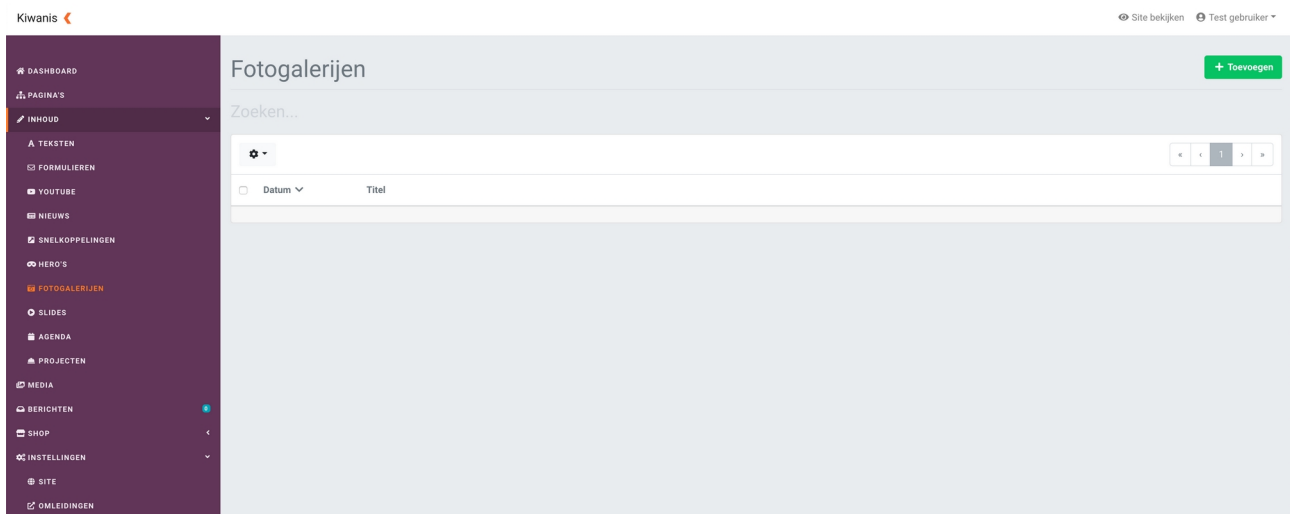 Kiwanis
Site bekijken
Test gebruiker
DASHBOARD
PAGINA'S
INHOUD
TEKSTEN
FORMULIEREN
YOUTUBE
NIEUWS
SNELKOPPELINGEN
HERO'S
FOTOGALERIJEN
SLIDES
AGENDA
PROJECTEN
MEDIA
BERICHTEN 0
SHOP
INSTELLINGEN
SITE
OMLEIDINGEN
Fotogalerijen
+ Toevoegen
Zoeken...
« ‹ 1 › »
Datum Titel